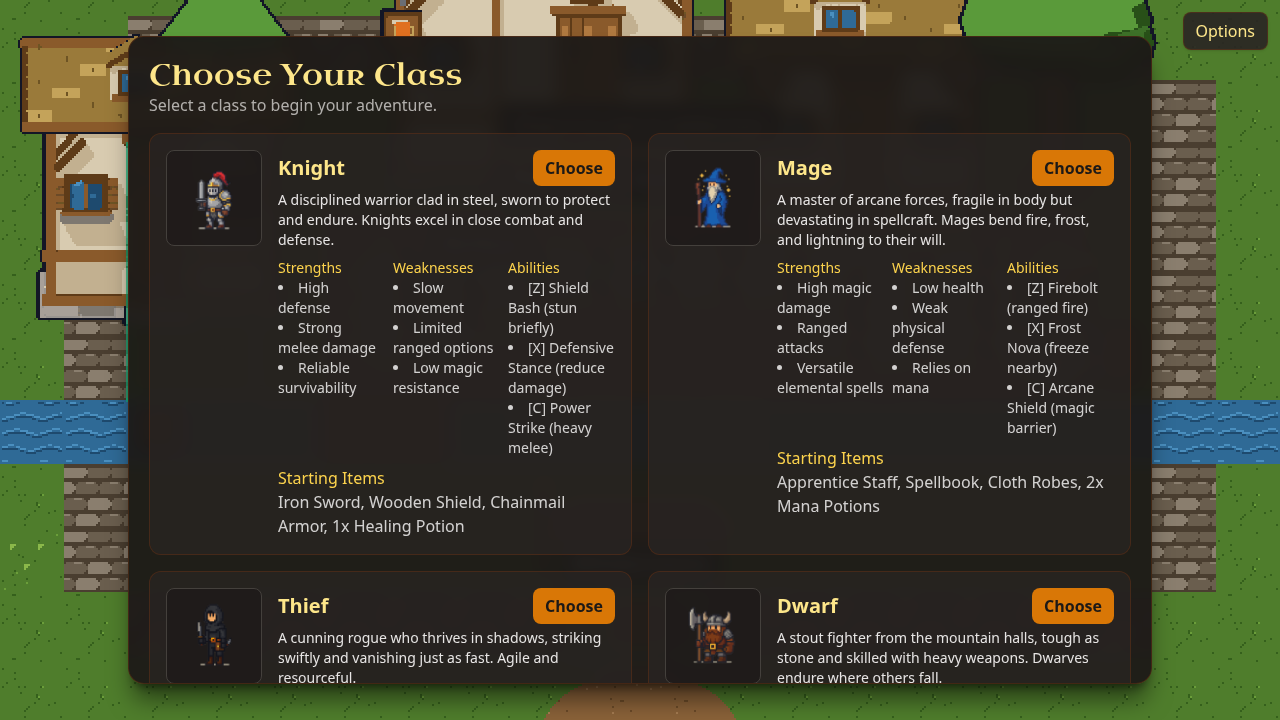 Options
Choose Your Class
Select a class to begin your adventure.
Knight
Choose
A disciplined warrior clad in steel, sworn to protect
and endure. Knights excel in close combat and
defense.
Strengths
• High
defense
• Strong
melee damage
• Reliable
survivability
Weaknesses
• Slow
movement
• Limited
ranged options
• Low magic
resistance
Abilities
• [Z] Shield
Bash (stun
briefly)
• [X] Defensive
Stance (reduce
damage)
• [C] Power
Strike (heavy
melee)
Starting Items
Iron Sword, Wooden Shield, Chainmail
Armor, 1x Healing Potion
Mage
Choose
A master of arcane forces, fragile in body but
devastating in spellcraft. Mages bend fire, frost,
and lightning to their will.
Strengths
• High magic
damage
• Ranged
attacks
• Versatile
elemental spells
Weaknesses
• Low health
• Weak
physical
defense
• Relies on
mana
Abilities
• [Z] Firebolt
(ranged fire)
• [X] Frost
Nova (freeze
nearby)
• [C] Arcane
Shield (magic
barrier)
Starting Items
Apprentice Staff, Spellbook, Cloth Robes, 2x
Mana Potions
Thief
Choose
A cunning rogue who thrives in shadows, striking
swiftly and vanishing just as fast. Agile and
resourceful.
Dwarf
Choose
A stout fighter from the mountain halls, tough as
stone and skilled with heavy weapons. Dwarves
endure where others fall.